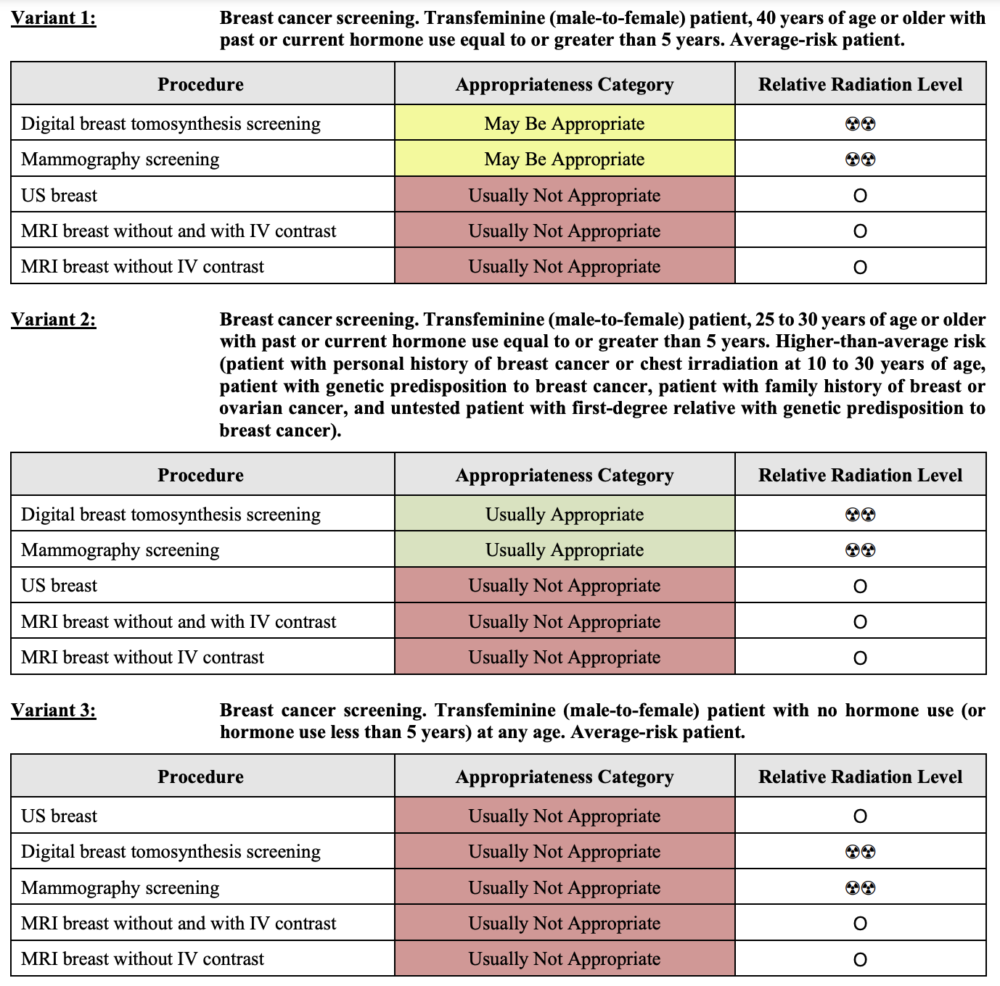 Variant 1: Breast cancer screening. Transfeminine (male-to-female) patient, 40 years of age or older with
past or current hormone use equal to or greater than 5 years. Average-risk patient.
Procedure Appropriateness Category Relative Radiation Level
Digital breast tomosynthesis screening May Be Appropriate ☢☢
Mammography screening May Be Appropriate ☢☢
US breast Usually Not Appropriate O
MRI breast without and with IV contrast Usually Not Appropriate O
MRI breast without IV contrast Usually Not Appropriate O
Variant 2: Breast cancer screening. Transfeminine (male-to-female) patient, 25 to 30 years of age or older
with past or current hormone use equal to or greater than 5 years. Higher-than-average risk
(patient with personal history of breast cancer or chest irradiation at 10 to 30 years of age,
patient with genetic predisposition to breast cancer, patient with family history of breast or
ovarian cancer, and untested patient with first-degree relative with genetic predisposition to
breast cancer).
Procedure Appropriateness Category Relative Radiation Level
Digital breast tomosynthesis screening Usually Appropriate ☢☢
Mammography screening Usually Appropriate ☢☢
US breast Usually Not Appropriate O
MRI breast without and with IV contrast Usually Not Appropriate O
MRI breast without IV contrast Usually Not Appropriate O
Variant 3: Breast cancer screening. Transfeminine (male-to-female) patient with no hormone use (or
hormone use less than 5 years) at any age. Average-risk patient.
Procedure Appropriateness Category Relative Radiation Level
US breast Usually Not Appropriate O
Digital breast tomosynthesis screening Usually Not Appropriate ☢☢
Mammography screening Usually Not Appropriate ☢☢
MRI breast without and with IV contrast Usually Not Appropriate O
MRI breast without IV contrast Usually Not Appropriate O